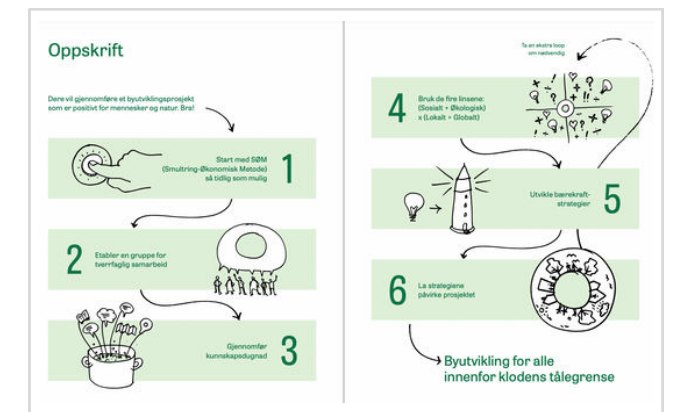 Oppskrift
Dere vil gjennomføre et byutviklingsprosjekt
som er positivt for mennesker og natur. Bra!
Start med SØM
(Smultring-Økonomisk Metode)
så tidlig som mulig
1
2
Etabler en gruppe for
tverrfaglig samarbeid
Gjennomfør
kunnskapsdugnad
3
Ta en ekstra loop
om nødvendig
4
Bruk de fire linsene:
(Sosialt + Økologisk)
x (Lokalt + Globalt)
Utvikle bærekraft-
strategier
5
6
La strategiene
påvirke prosjektet
Byutvikling for alle
innenfor klodens tålegrense